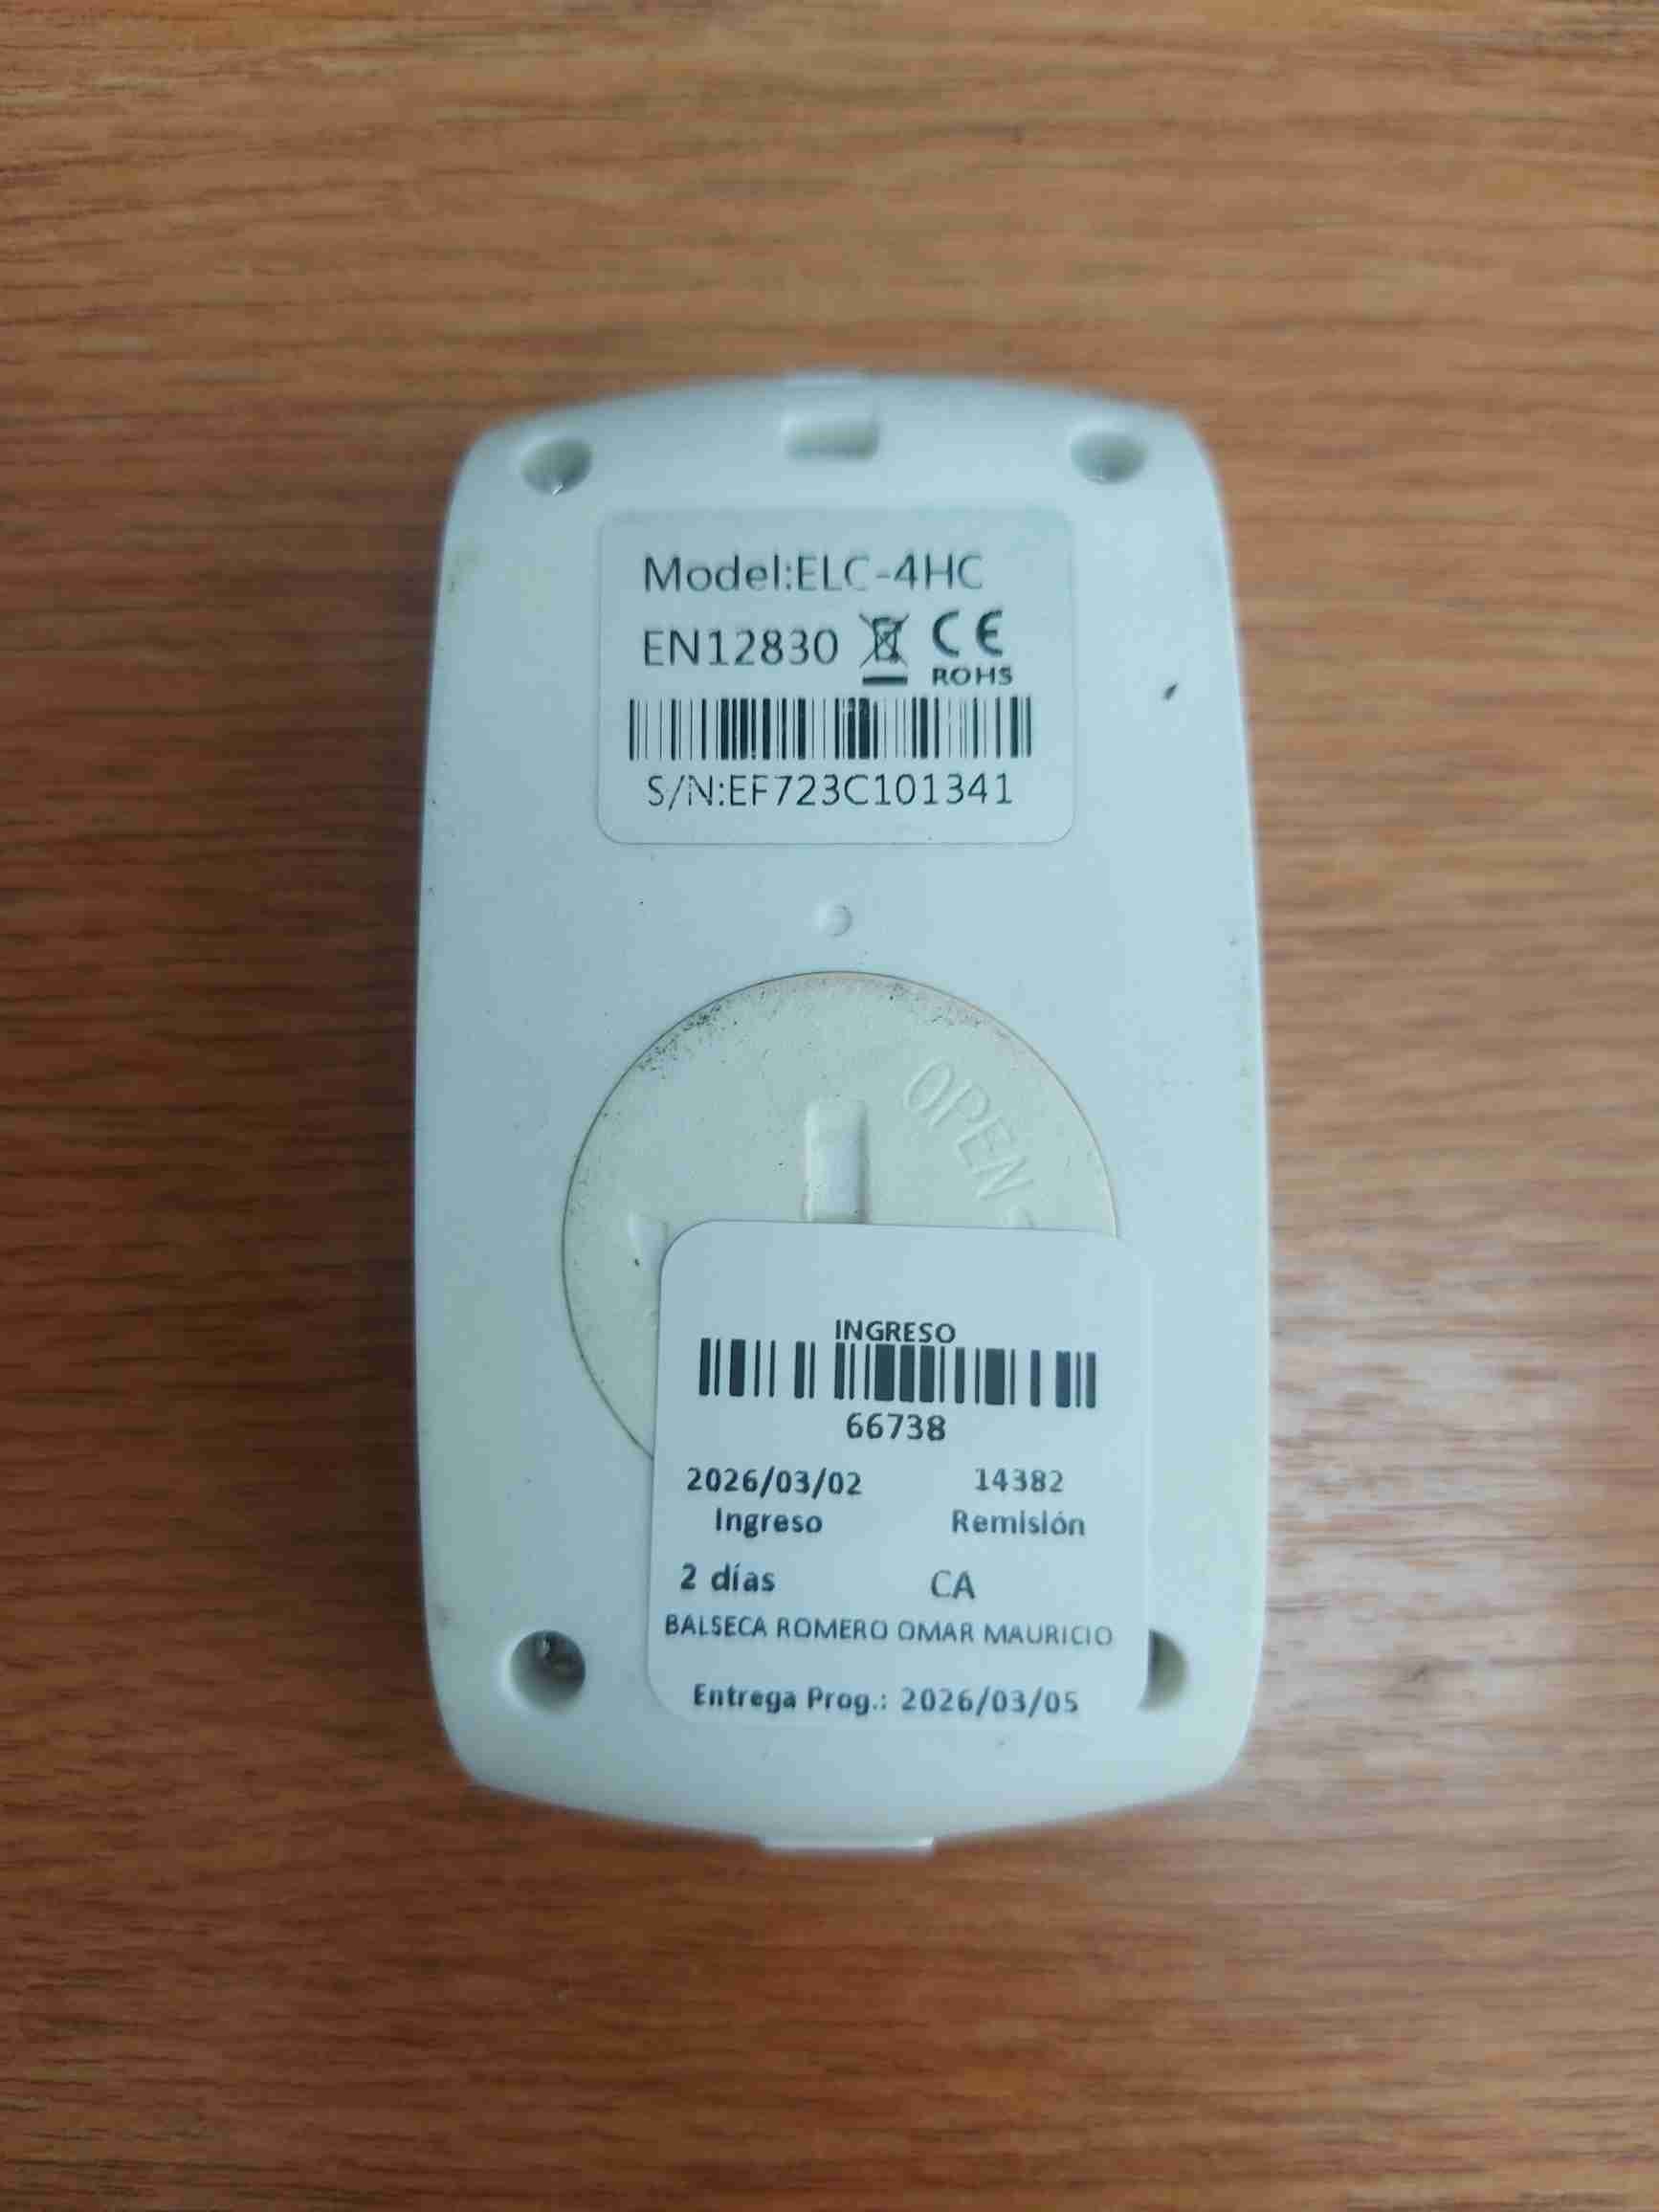 Model:ELC-4HC
EN12830 CE
ROHS
S/N:EF723C101341
OPEN
INGRESO
66738
2026/03/02 14382
Ingreso Remisión
2 días CA
BALSECA ROMERO OMAR MAURICIO
Entrega Prog.: 2026/03/05